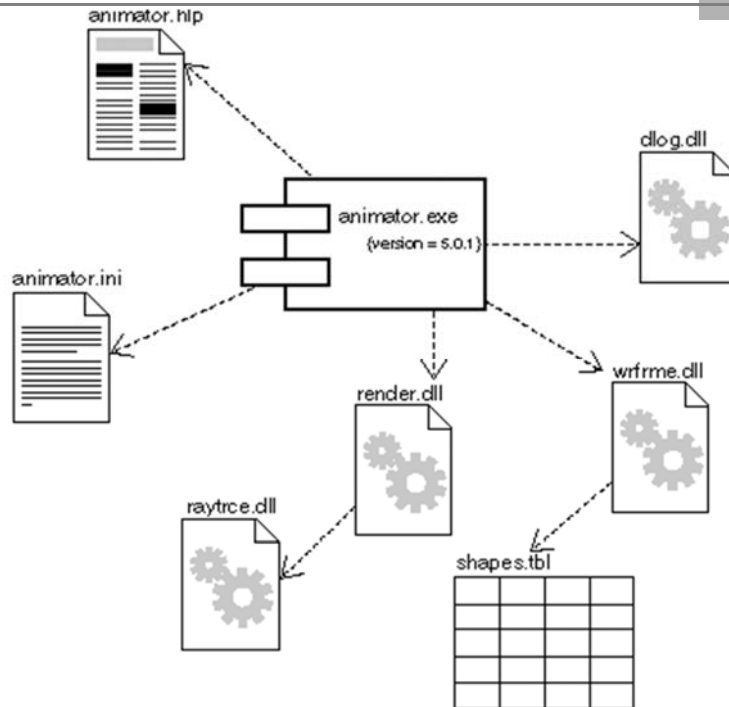 animator.hlp
dlog.dll
animator.exe
{version = 5.0.1}
animator.ini
wrfrme.dll
render.dll
raytrce.dll
shapes.tbl